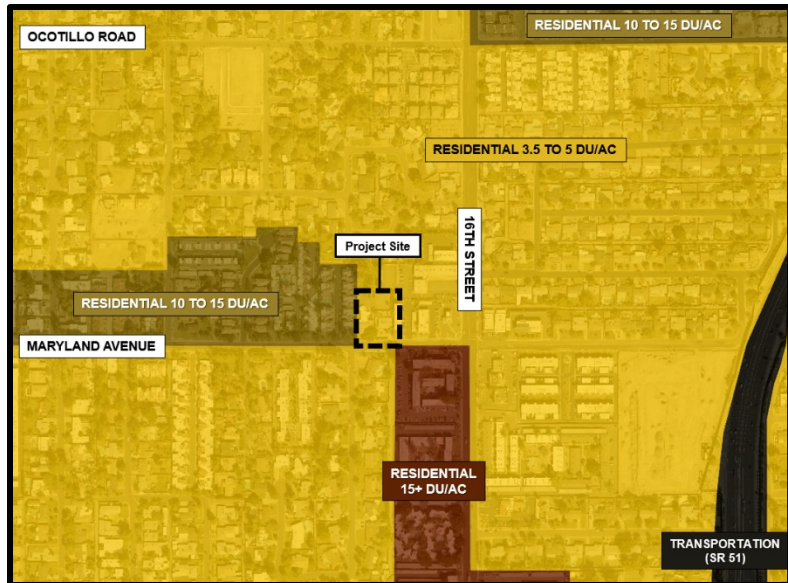 RESIDENTIAL 10 TO 15 DU/AC
OCOTILLO ROAD
RESIDENTIAL 3.5 TO 5 DU/AC
16TH STREET
Project Site
RESIDENTIAL 10 TO 15 DU/AC
MARYLAND AVENUE
RESIDENTIAL
15+ DU/AC
TRANSPORTATION
(SR 51)